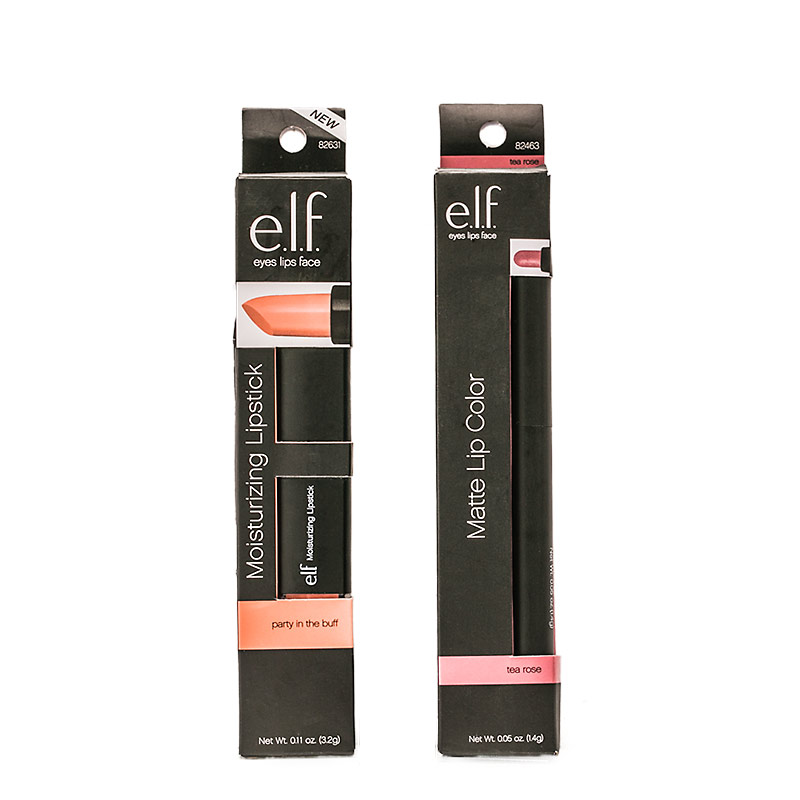 NEW
82631
e.l.f.
eyes lips face
Moisturizing Lipstick
elf Moisturizing Lipstick
party in the buff
Net Wt. 0.11 oz. (3.2g)
82463
tea rose
e.l.f.
eyes lips face
Matte Lip Color
tea rose
Net Wt. 0.05 oz. (1.4g)